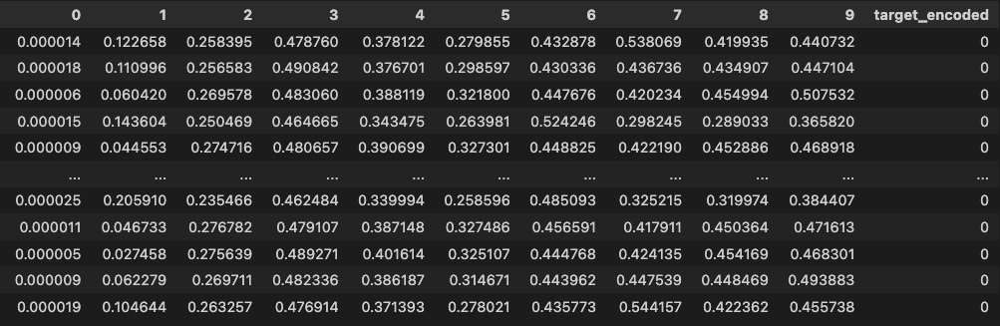 0 1 2 3 4 5 6 7 8 9 target_encoded
0.000014 0.122658 0.258395 0.478760 0.378122 0.279855 0.432878 0.538069 0.419935 0.440732 0
0.000018 0.110996 0.256583 0.490842 0.376701 0.298597 0.430336 0.436736 0.434907 0.447104 0
0.000006 0.060420 0.269578 0.483060 0.388119 0.321800 0.447676 0.420234 0.454994 0.507532 0
0.000015 0.143604 0.250469 0.464665 0.343475 0.263981 0.524246 0.298245 0.289033 0.365820 0
0.000009 0.044553 0.274716 0.480657 0.390699 0.327301 0.448825 0.422190 0.452886 0.468918 0
... ... ... ... ... ... ... ... ... ... ...
0.000025 0.205910 0.235466 0.462484 0.339994 0.258596 0.485093 0.325215 0.319974 0.384407 0
0.000011 0.046733 0.276782 0.479107 0.387148 0.327486 0.456591 0.417911 0.450364 0.471613 0
0.000005 0.027458 0.275639 0.489271 0.401614 0.325107 0.444768 0.424135 0.454169 0.468301 0
0.000009 0.062279 0.269711 0.482336 0.386187 0.314671 0.443962 0.447539 0.448469 0.493883 0
0.000019 0.104644 0.263257 0.476914 0.371393 0.278021 0.435773 0.544157 0.422362 0.455738 0